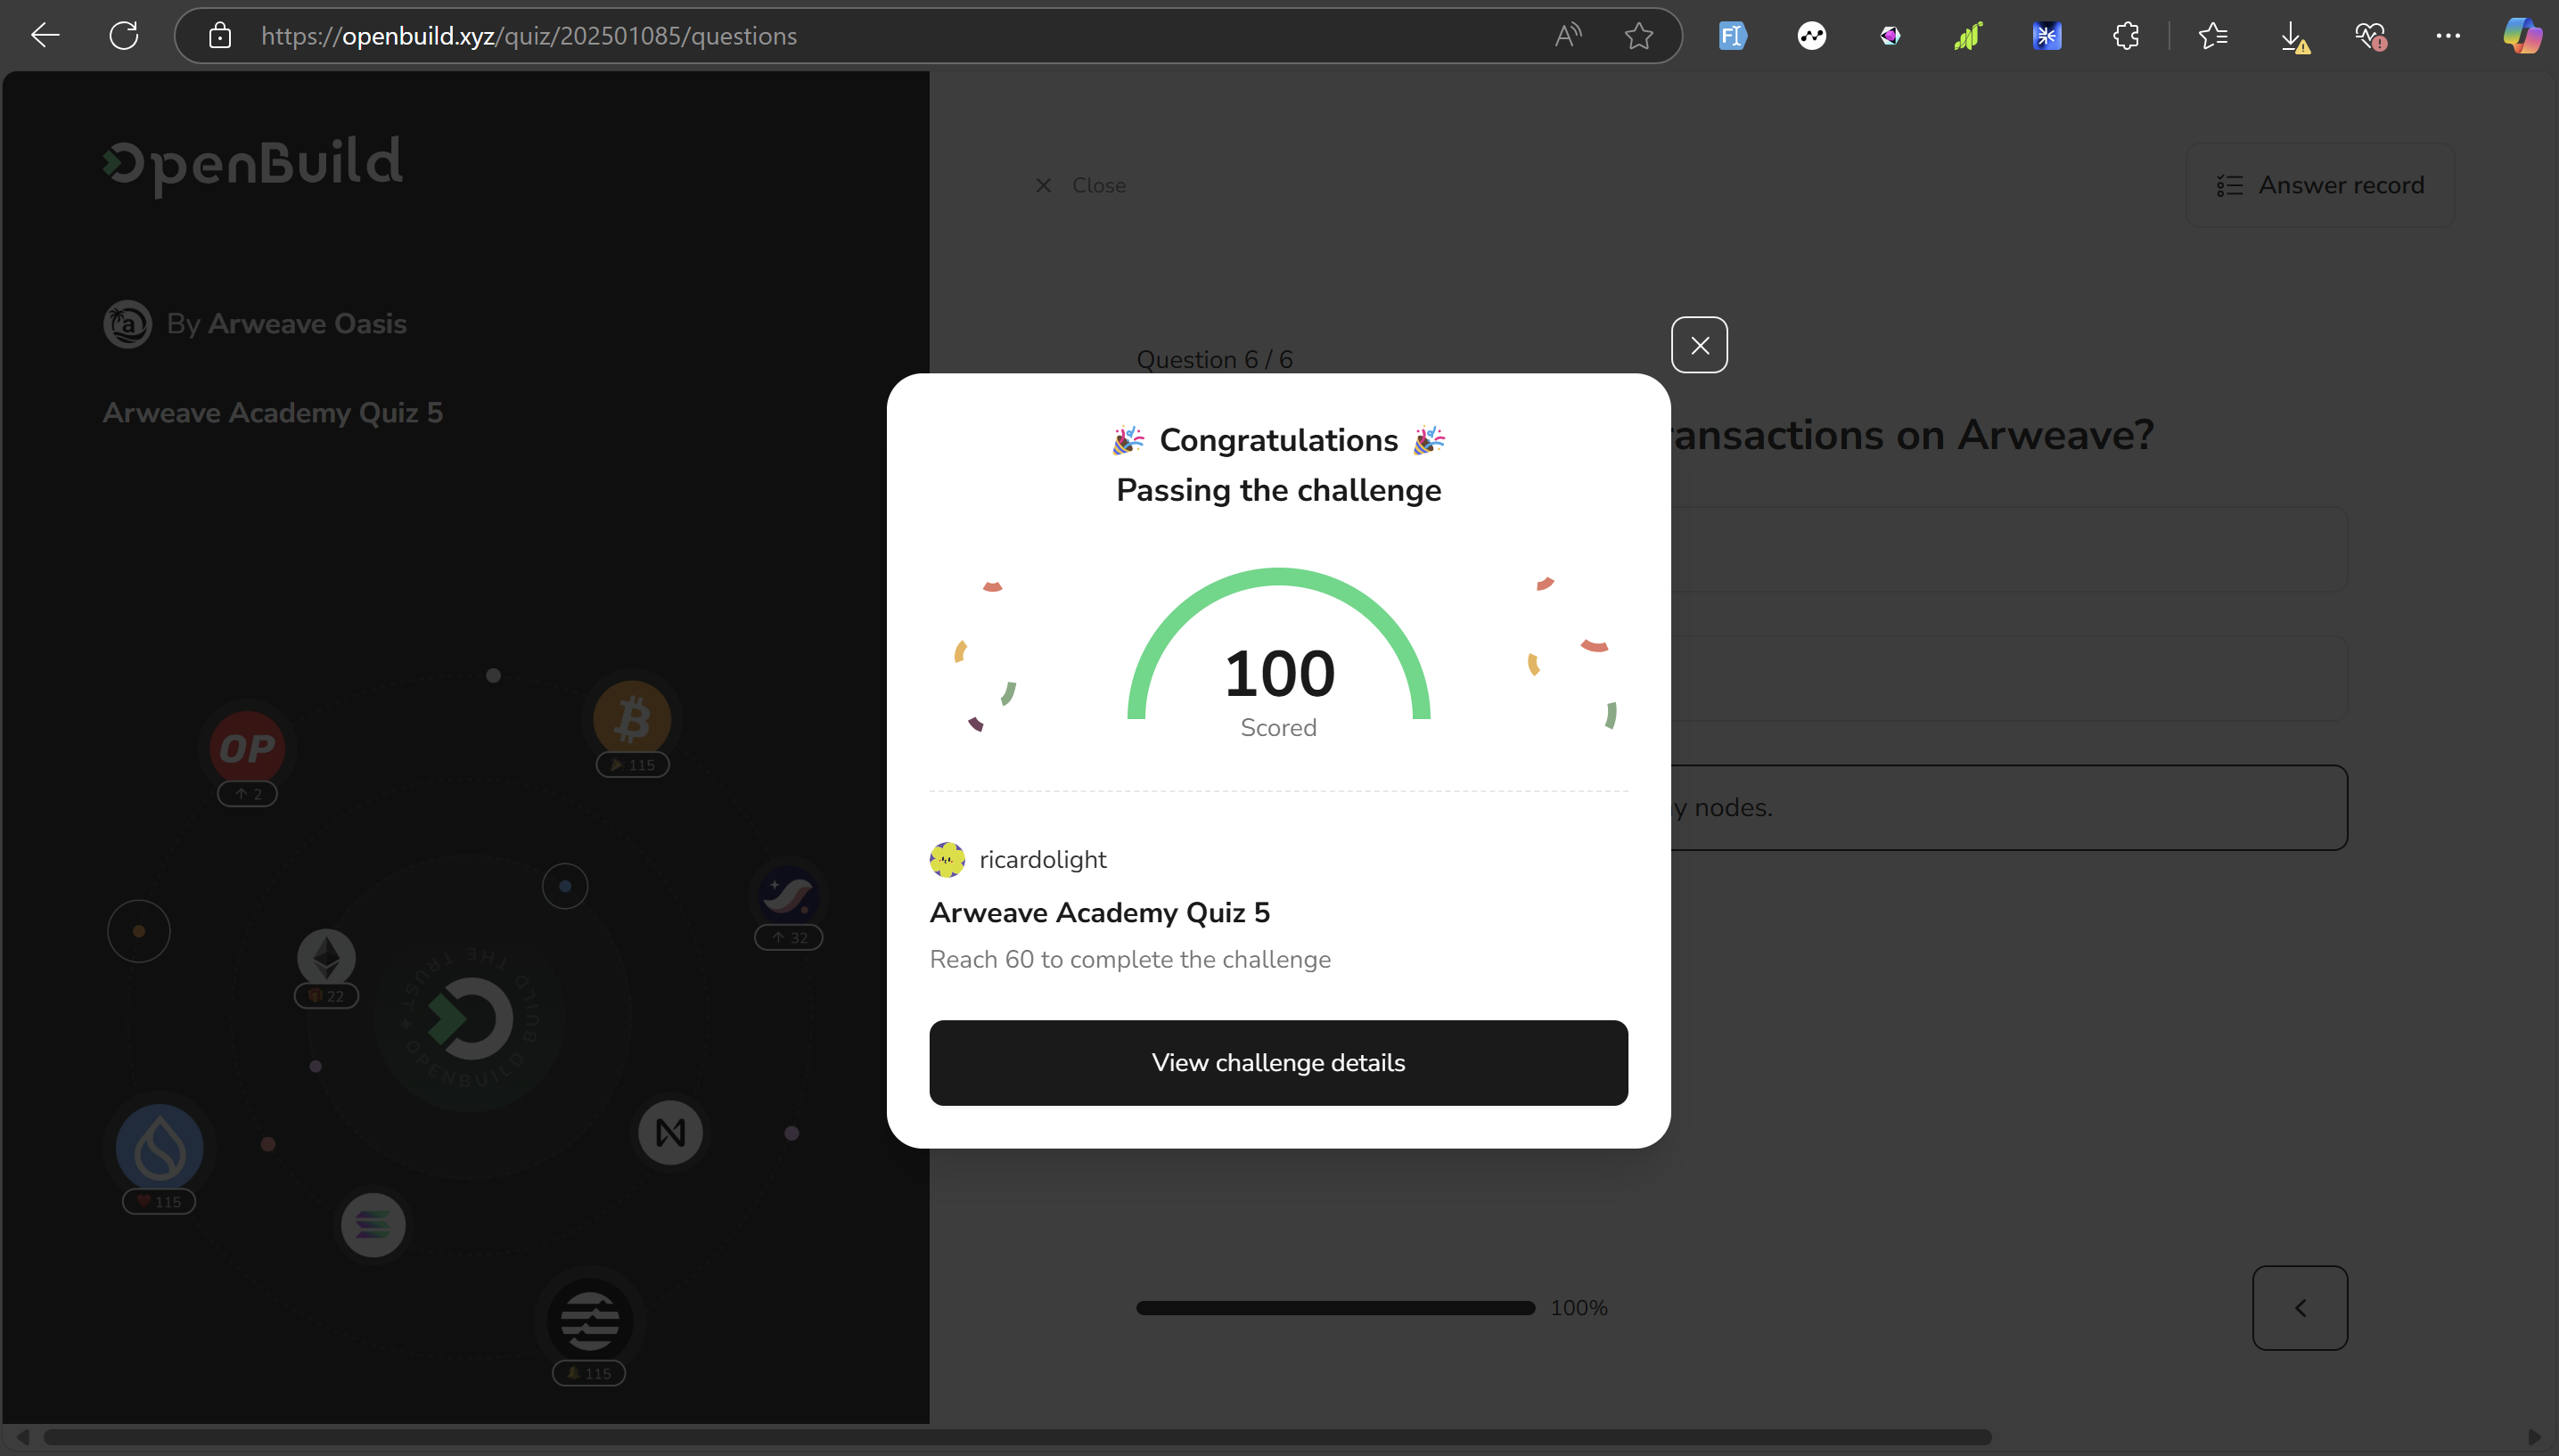 https://openbuild.xyz/quiz/202501085/questions
OpenBuild
Close
Answer record
By Arweave Oasis
Arweave Academy Quiz 5
Question 6 / 6
ransactions on Arweave?
y nodes.
100%
OP
2
115
32
22
BUILD THE TRUST
OPENBUILD
115
115
🎉 Congratulations 🎉
Passing the challenge
100
Scored
ricardolight
Arweave Academy Quiz 5
Reach 60 to complete the challenge
View challenge details